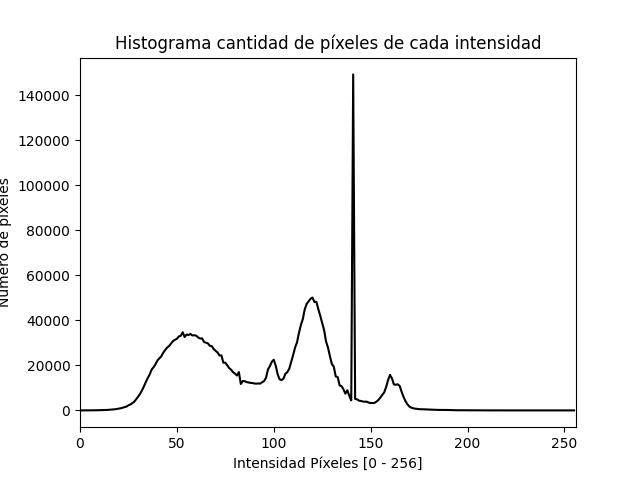 Histograma cantidad de píxeles de cada intensidad
Número de píxeles
140000
120000
100000
80000
60000
40000
20000
0
0 50 100 150 200 250
Intensidad Píxeles [0 - 256]